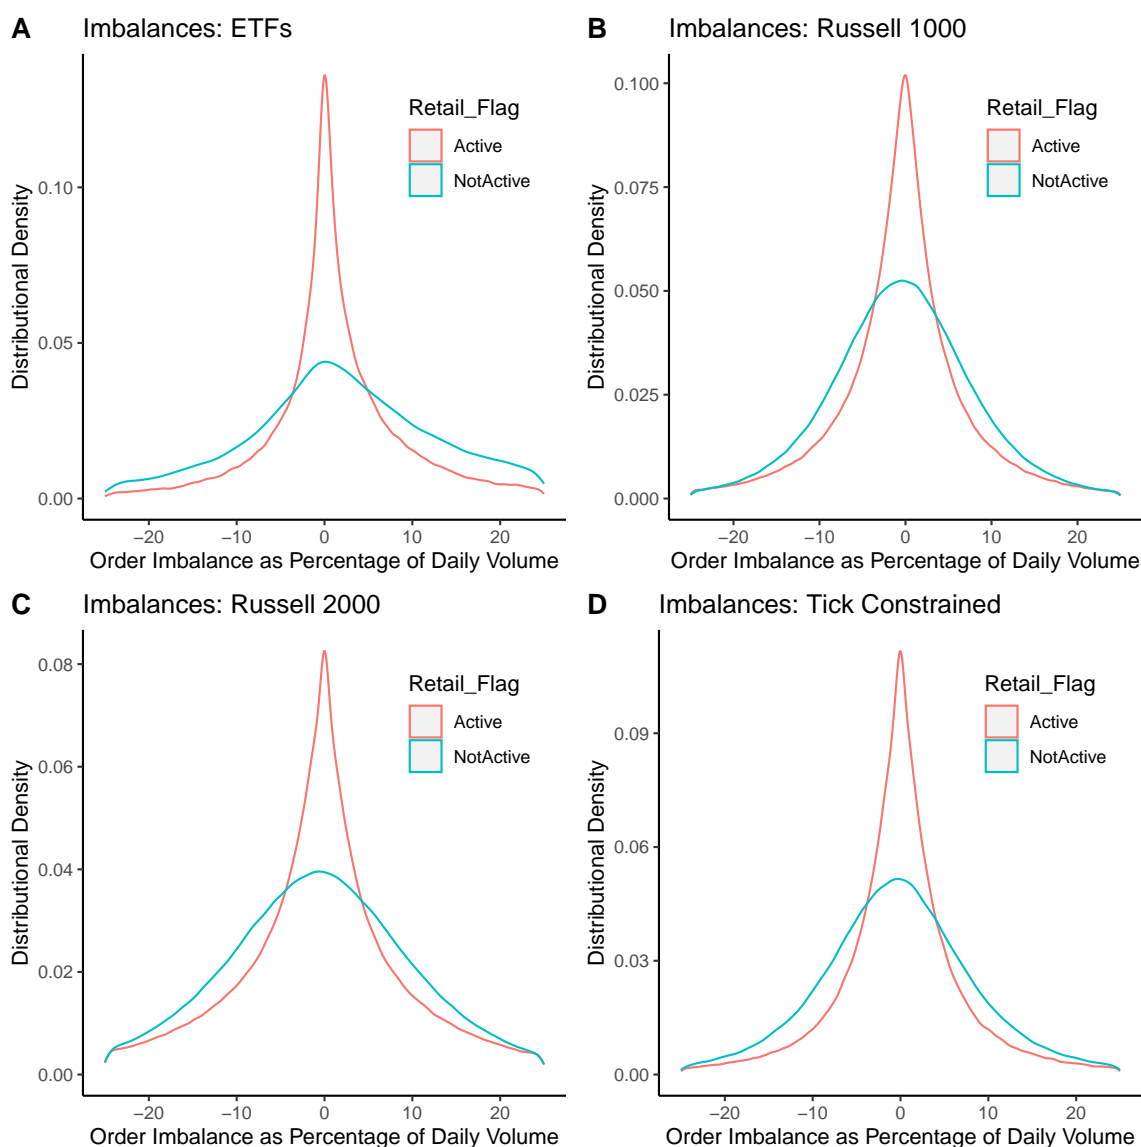 A Imbalances: ETFs
Distributional Density
0.10
0.05
0.00
Retail_Flag
Active
NotActive
−20 −10 0 10 20
Order Imbalance as Percentage of Daily Volume
B Imbalances: Russell 1000
Distributional Density
0.100
0.075
0.050
0.025
0.000
Retail_Flag
Active
NotActive
−20 −10 0 10 20
Order Imbalance as Percentage of Daily Volume
C Imbalances: Russell 2000
Distributional Density
0.08
0.06
0.04
0.02
0.00
Retail_Flag
Active
NotActive
−20 −10 0 10 20
Order Imbalance as Percentage of Daily Volume
D Imbalances: Tick Constrained
Distributional Density
0.09
0.06
0.03
0.00
Retail_Flag
Active
NotActive
−20 −10 0 10 20
Order Imbalance as Percentage of Daily Volume